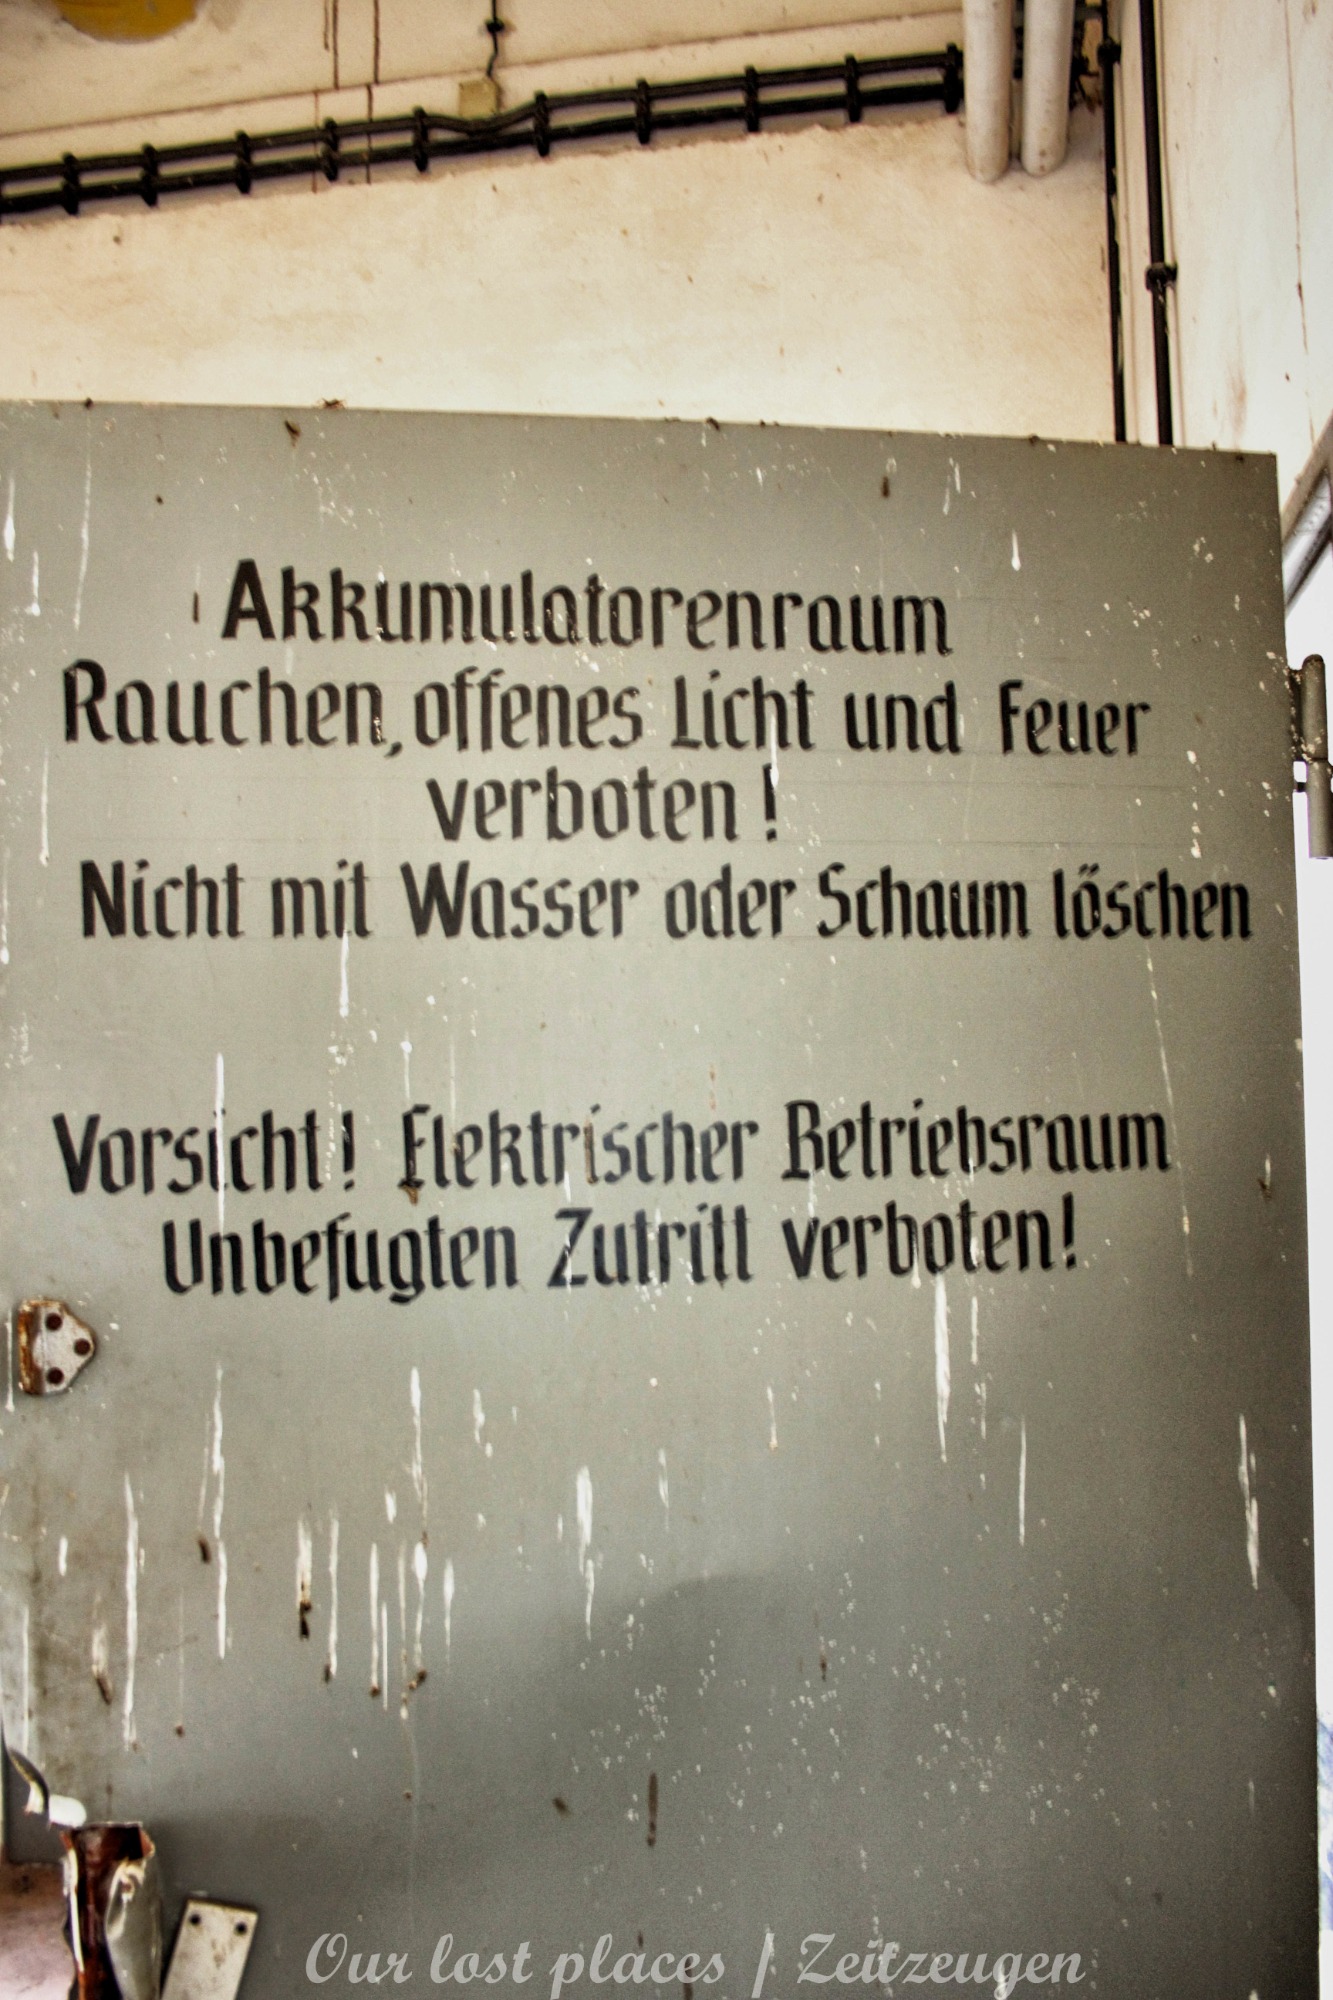 Akkumulatorenraum
Rauchen, offenes Licht und Feuer
verboten!
Nicht mit Wasser oder Schaum löschen
Vorsicht! Elektrischer Betriebsraum
Unbefugten Zutritt verboten!
Our lost places / Zeitzeugen